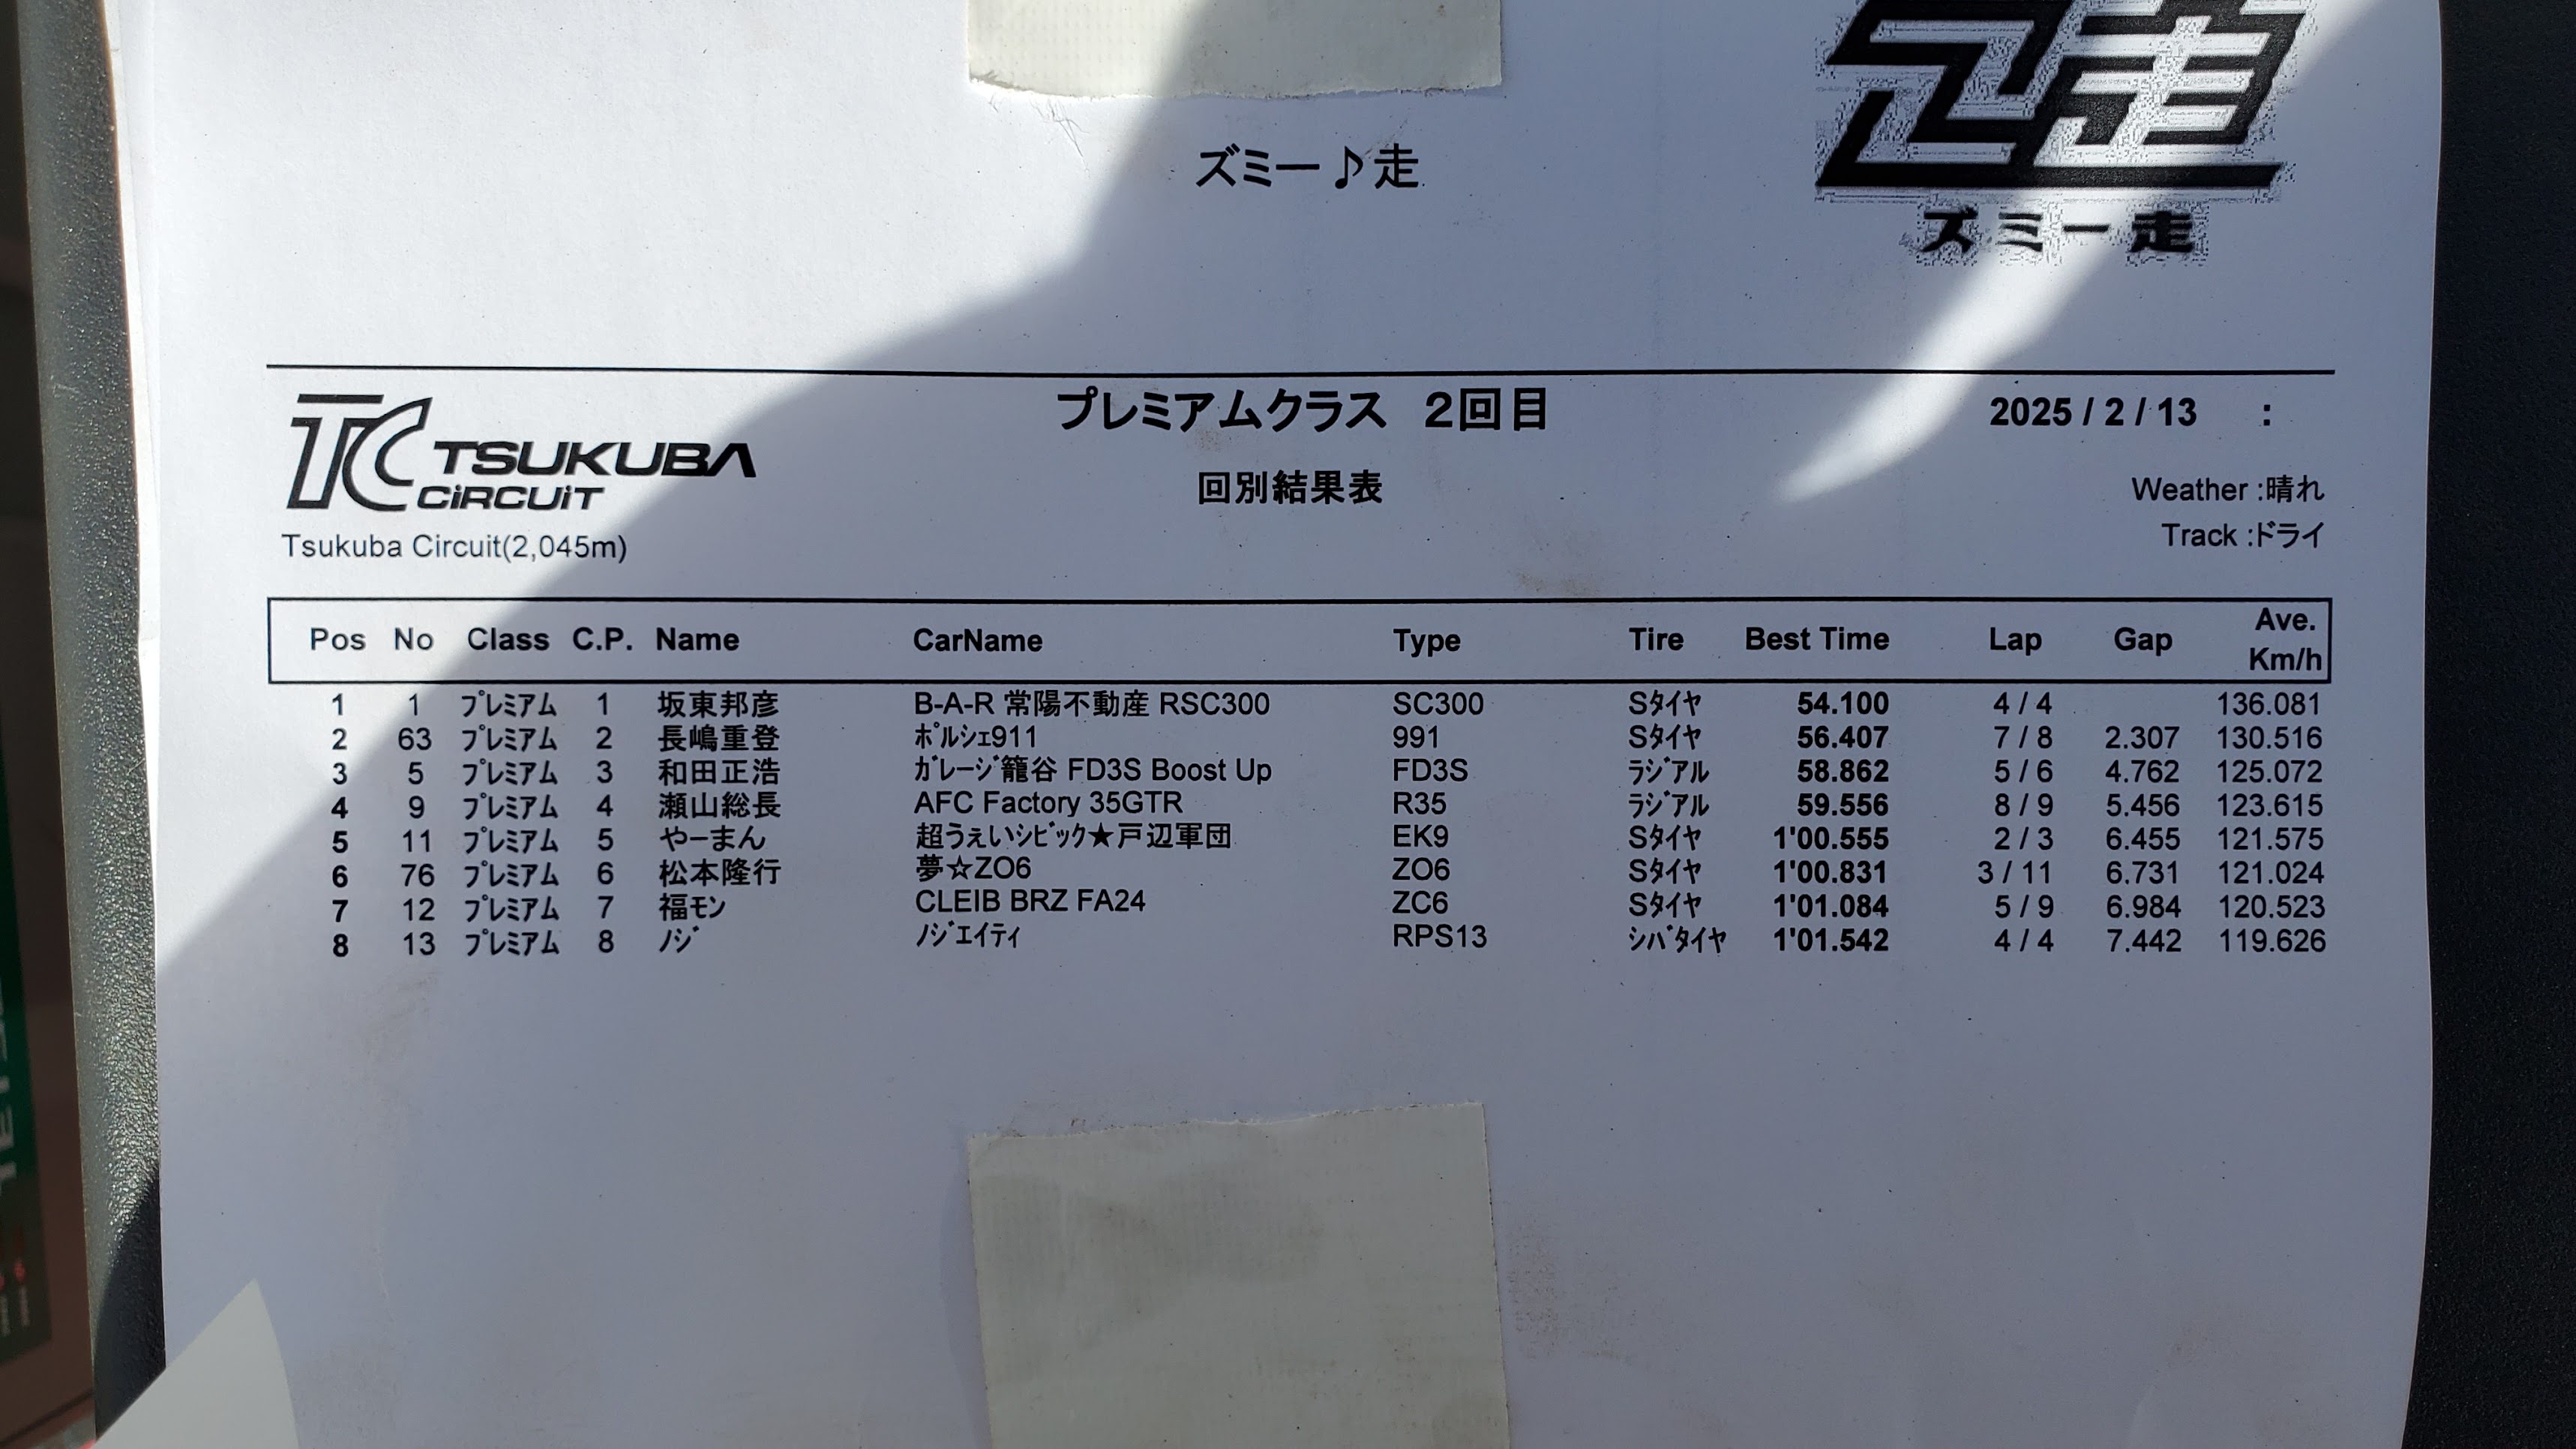 ズミー♪走
ズミー走
TC TSUKUBA CiRCUiT
Tsukuba Circuit(2,045m)
プレミアムクラス　２回目
回別結果表
2025 / 2 / 13 :
Weather :晴れ
Track :ドライ
Pos No Class C.P. Name CarName Type Tire Best Time Lap Gap Ave. Km/h
1 1 ﾌﾟﾚﾐｱﾑ 1 坂東邦彦 B-A-R 常陽不動産 RSC300 SC300 Sﾀｲﾔ 54.100 4 / 4 136.081
2 63 ﾌﾟﾚﾐｱﾑ 2 長嶋重登 ﾎﾟﾙｼｪ911 991 Sﾀｲﾔ 56.407 7 / 8 2.307 130.516
3 5 ﾌﾟﾚﾐｱﾑ 3 和田正浩 ｶﾞﾚｰｼﾞ籠谷 FD3S Boost Up FD3S ﾗｼﾞｱﾙ 58.862 5 / 6 4.762 125.072
4 9 ﾌﾟﾚﾐｱﾑ 4 瀬山総長 AFC Factory 35GTR R35 ﾗｼﾞｱﾙ 59.556 8 / 9 5.456 123.615
5 11 ﾌﾟﾚﾐｱﾑ 5 やーまん 超うぇいｼﾋﾞｯｸ★戸辺軍団 EK9 Sﾀｲﾔ 1'00.555 2 / 3 6.455 121.575
6 76 ﾌﾟﾚﾐｱﾑ 6 松本隆行 夢☆ZO6 ZO6 Sﾀｲﾔ 1'00.831 3 / 11 6.731 121.024
7 12 ﾌﾟﾚﾐｱﾑ 7 福ﾓﾝ CLEIB BRZ FA24 ZC6 Sﾀｲﾔ 1'01.084 5 / 9 6.984 120.523
8 13 ﾌﾟﾚﾐｱﾑ 8 ﾉｼﾞ ﾉｼﾞｴｲﾃｨ RPS13 ｼﾊﾞﾀｲﾔ 1'01.542 4 / 4 7.442 119.626